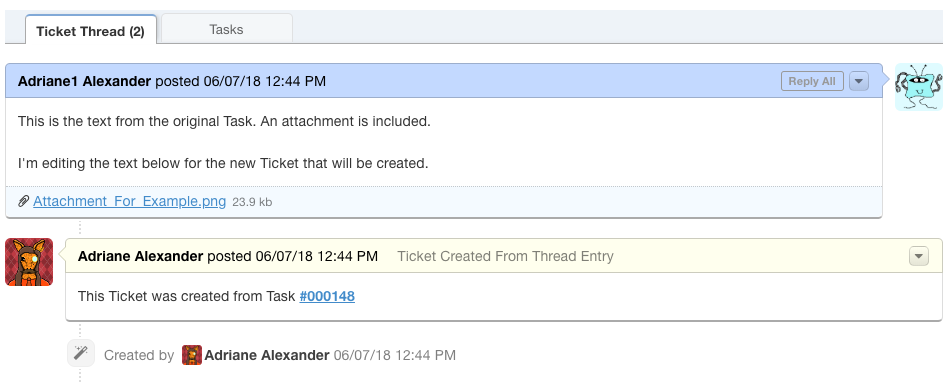 Ticket Thread (2) Tasks
Adriane1 Alexander posted 06/07/18 12:44 PM Reply All
This is the text from the original Task. An attachment is included.
I'm editing the text below for the new Ticket that will be created.
Attachment_For_Example.png 23.9 kb
Adriane Alexander posted 06/07/18 12:44 PM Ticket Created From Thread Entry
This Ticket was created from Task #000148
Created by Adriane Alexander 06/07/18 12:44 PM